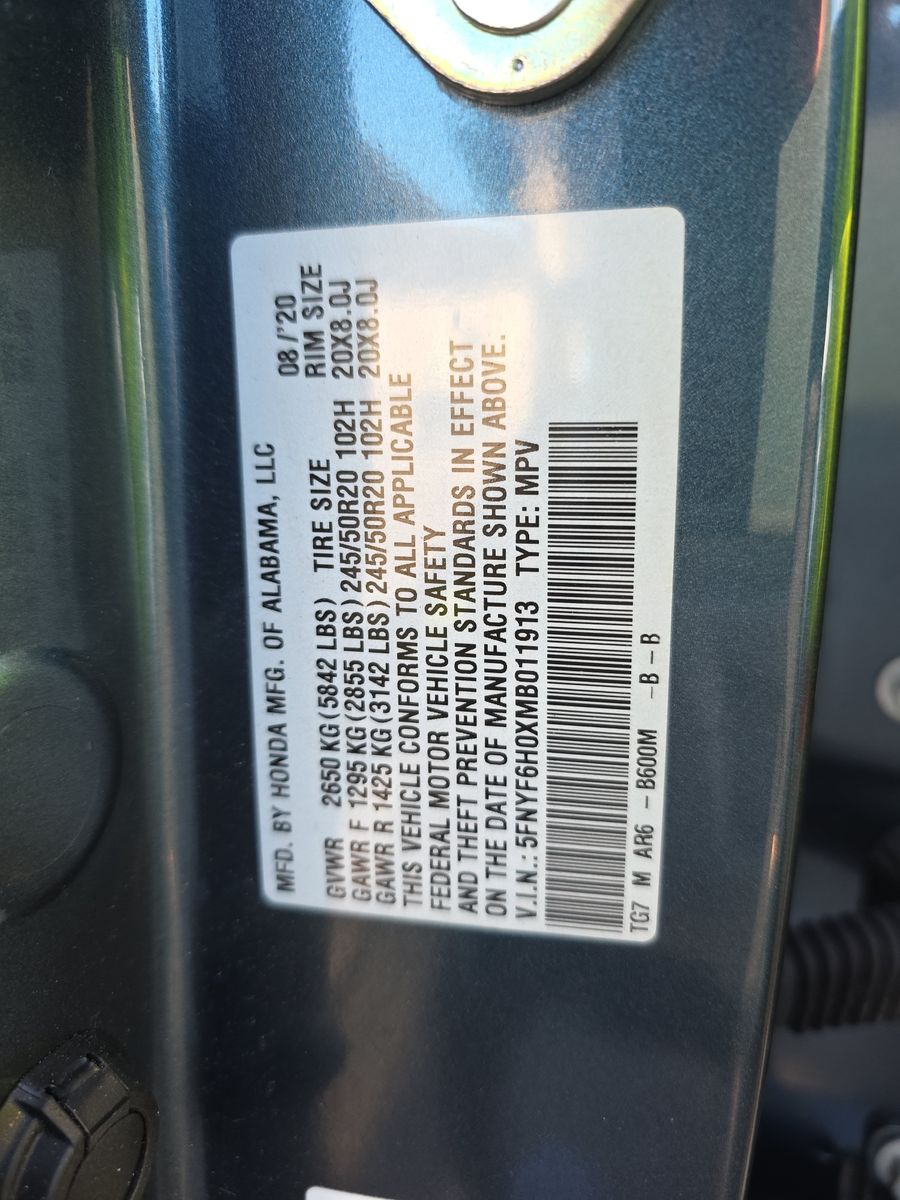 MFD. BY HONDA MFG. OF ALABAMA, LLC 08/'20
GVWR 2650 KG(5842 LBS) TIRE SIZE RIM SIZE
GAWR F 1295 KG(2855 LBS) 245/50R20 102H 20X8.0J
GAWR R 1425 KG(3142 LBS) 245/50R20 102H 20X8.0J
THIS VEHICLE CONFORMS TO ALL APPLICABLE
FEDERAL MOTOR VEHICLE SAFETY
AND THEFT PREVENTION STANDARDS IN EFFECT
ON THE DATE OF MANUFACTURE SHOWN ABOVE.
V.I.N.: 5FNYF6H0XMB011913 TYPE: MPV
TG7 M AR6 -B600M -B-B